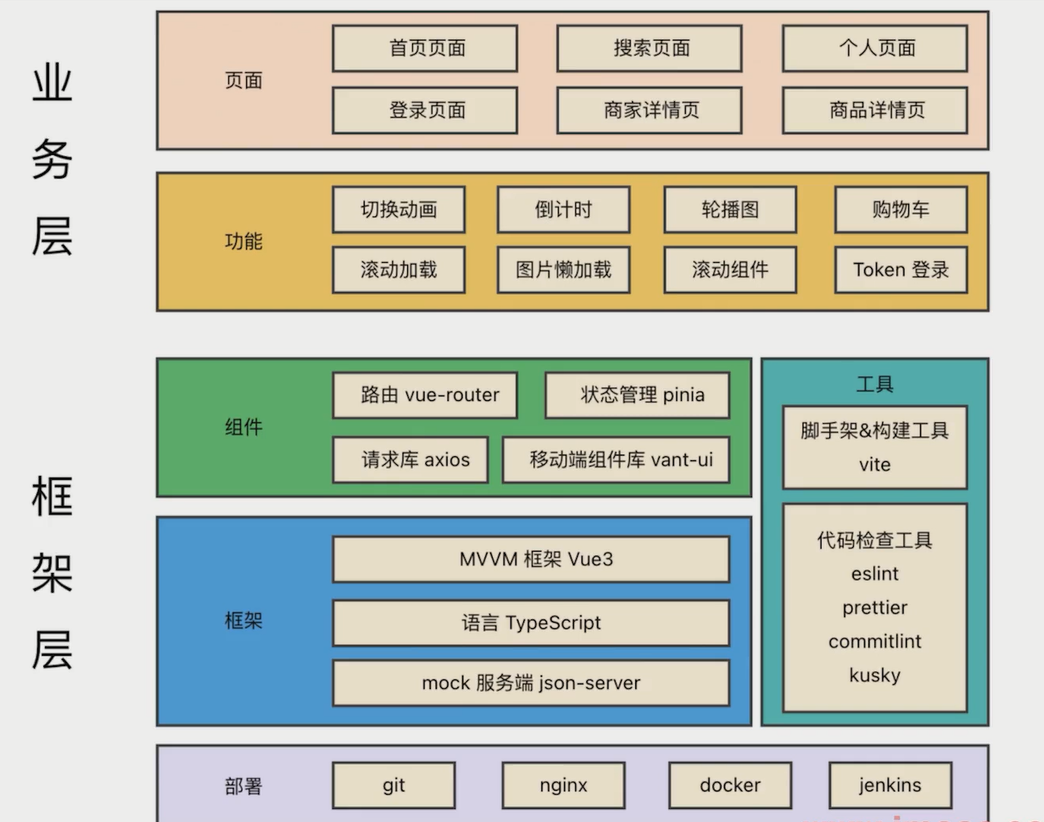 业务层
页面
首页页面
搜索页面
个人页面
登录页面
商家详情页
商品详情页
功能
切换动画
倒计时
轮播图
购物车
滚动加载
图片懒加载
滚动组件
Token 登录
框架层
组件
路由 vue-router
状态管理 pinia
请求库 axios
移动端组件库 vant-ui
工具
脚手架&构建工具
vite
代码检查工具
eslint
prettier
commitlint
kusky
框架
MVVM 框架 Vue3
语言 TypeScript
mock 服务端 json-server
部署
git
nginx
docker
jenkins